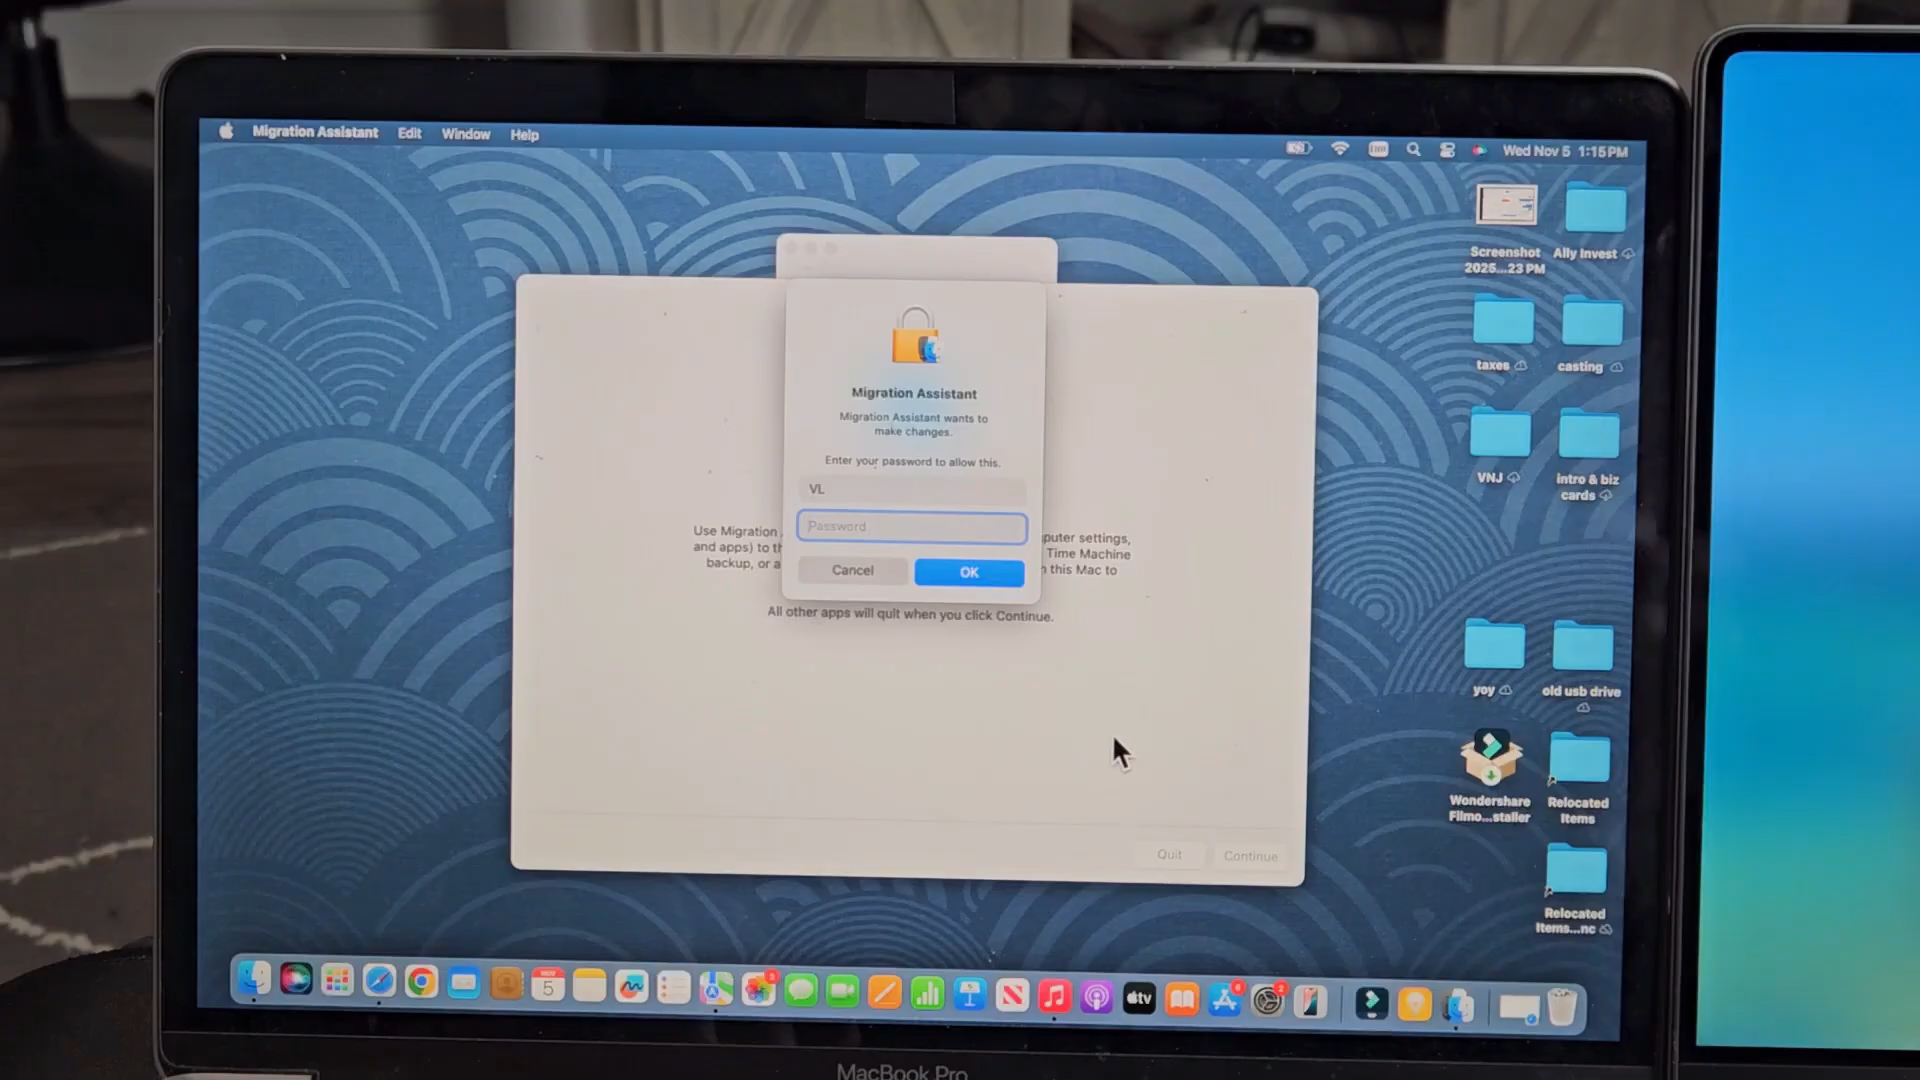 Migration Assistant Edit Window Help
Wed Nov 5 1:15 PM
Screenshot
2025...23 PM
Ally Invest
taxes
casting
VNJ
intro & biz
cards
yoy
old usb drive
Wondershare
Filmo...staller
Relocated
Items
Relocated
Items...nc
Migration Assistant
Migration Assistant wants to
make changes.
Enter your password to allow this.
VL
Password
Cancel OK
Use Migration
puter settings,
and apps) to th
Time Machine
backup, or a
n this Mac to
All other apps will quit when you click Continue.
Quit Continue
NOV
5
3
tv
8
2
MacBook Pro